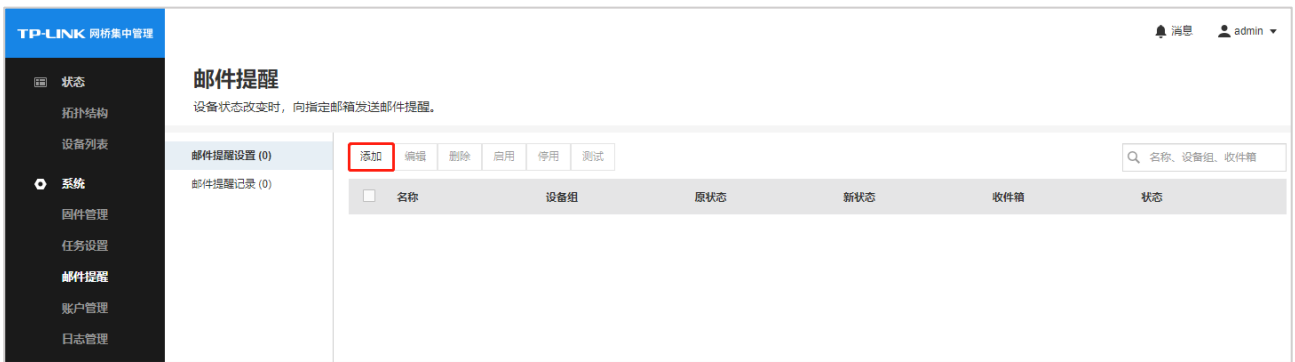 TP-LINK 网桥集中管理
消息 admin
状态
拓扑结构
设备列表
系统
固件管理
任务设置
邮件提醒
账户管理
日志管理
邮件提醒
设备状态改变时，向指定邮箱发送邮件提醒。
邮件提醒设置 (0)
邮件提醒记录 (0)
添加 编辑 删除 启用 停用 测试
名称、设备组、收件箱
名称 设备组 原状态 新状态 收件箱 状态